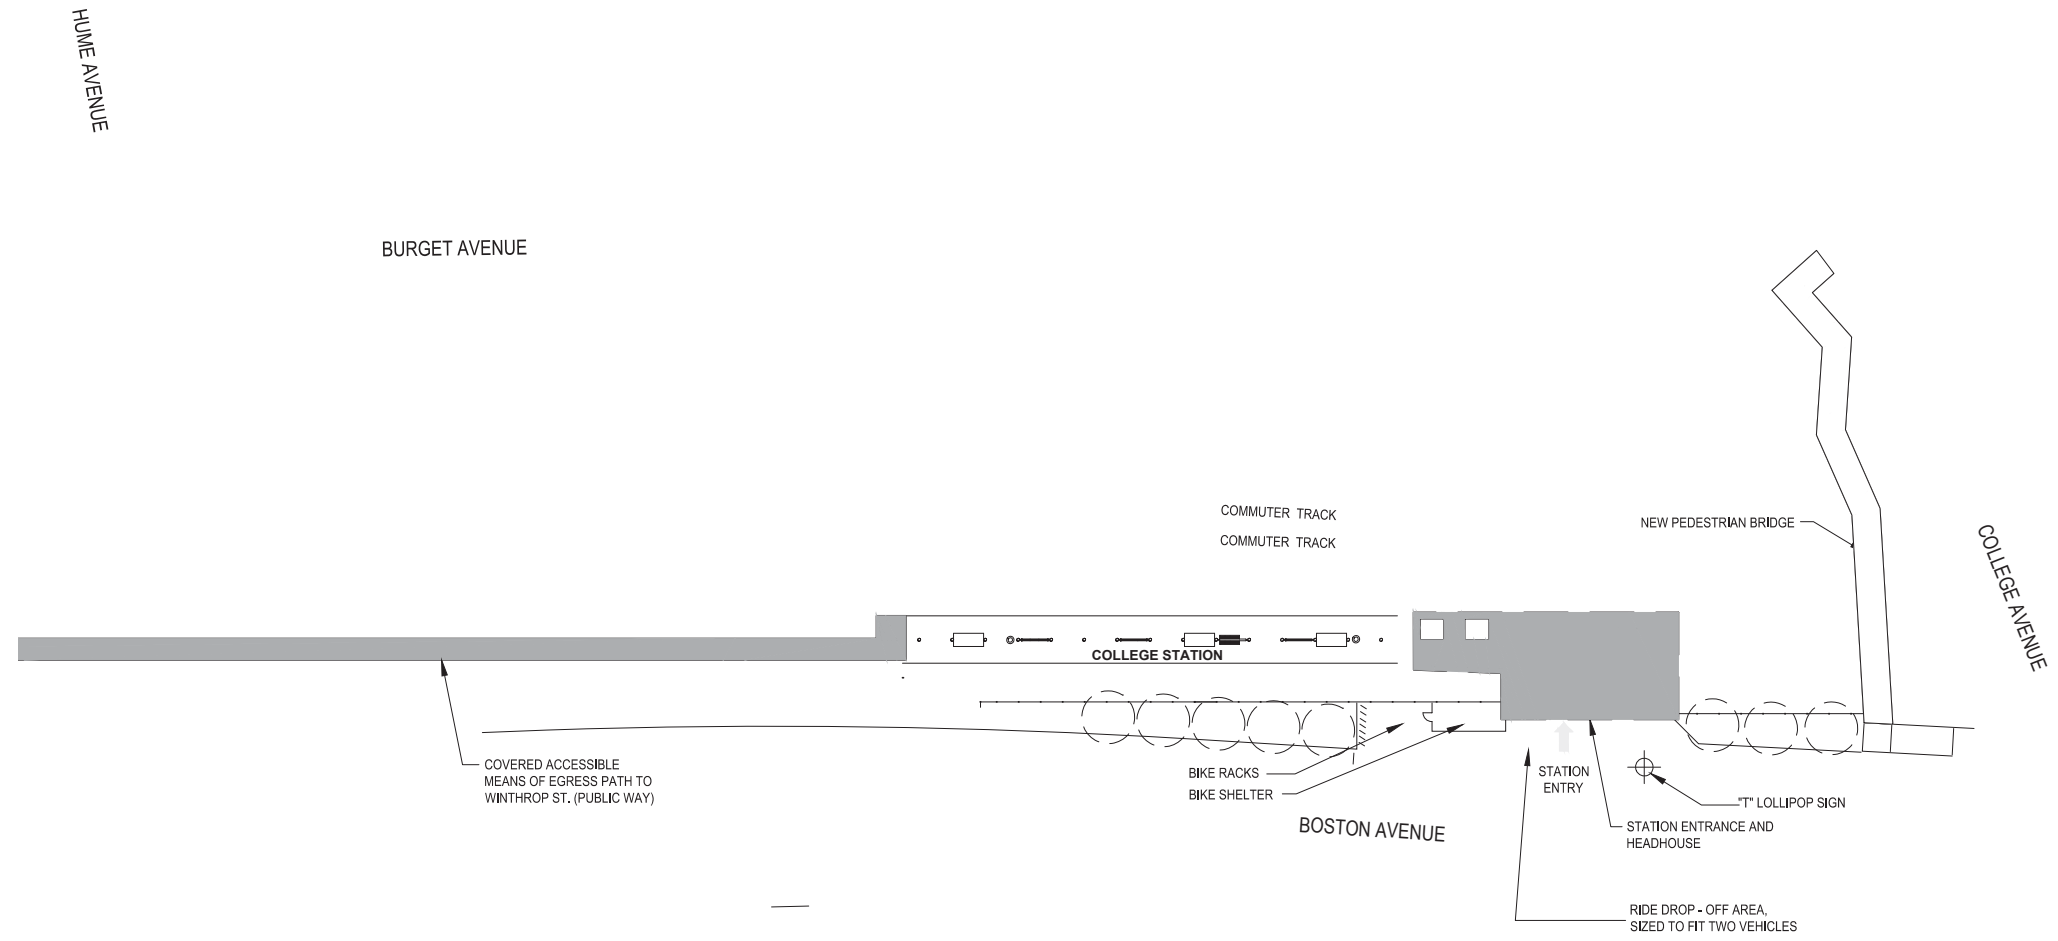 HUME AVENUE
BURGET AVENUE
COMMUTER TRACK
COMMUTER TRACK
NEW PEDESTRIAN BRIDGE
COLLEGE AVENUE
COLLEGE STATION
COVERED ACCESSIBLE
MEANS OF EGRESS PATH TO
WINTHROP ST. (PUBLIC WAY)
BIKE RACKS
BIKE SHELTER
STATION
ENTRY
"T" LOLLIPOP SIGN
BOSTON AVENUE
STATION ENTRANCE AND
HEADHOUSE
RIDE DROP - OFF AREA,
SIZED TO FIT TWO VEHICLES